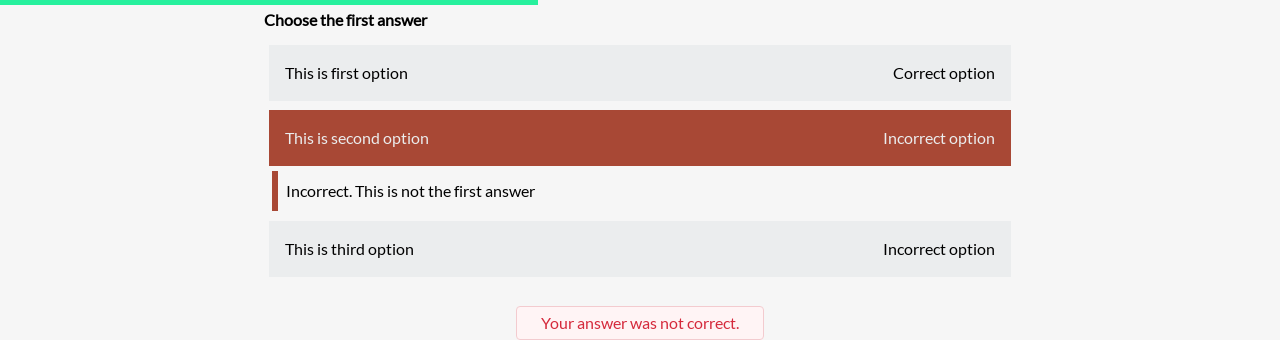 Choose the first answer
This is first option Correct option
This is second option Incorrect option
Incorrect. This is not the first answer
This is third option Incorrect option
Your answer was not correct.